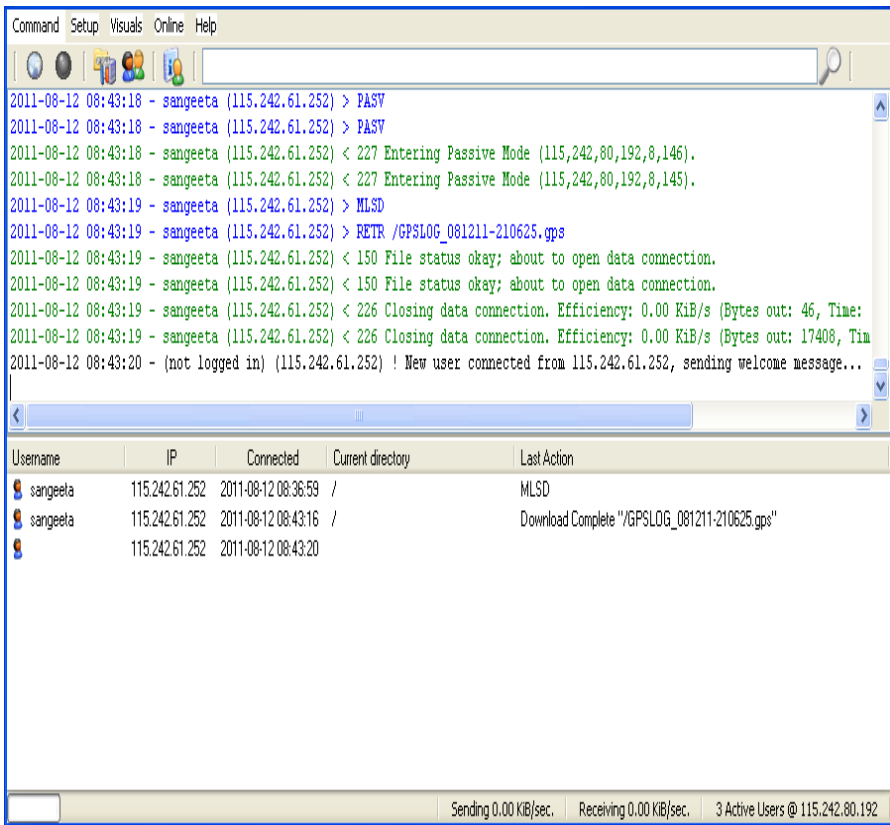 Command Setup Visuals Online Help
2011-08-12 08:43:18 - sangeeta (115.242.61.252) > PASV
2011-08-12 08:43:18 - sangeeta (115.242.61.252) > PASV
2011-08-12 08:43:18 - sangeeta (115.242.61.252) < 227 Entering Passive Mode (115,242,80,192,8,146).
2011-08-12 08:43:18 - sangeeta (115.242.61.252) < 227 Entering Passive Mode (115,242,80,192,8,145).
2011-08-12 08:43:19 - sangeeta (115.242.61.252) > MLSD
2011-08-12 08:43:19 - sangeeta (115.242.61.252) > RETR /GPSLOG_081211-210625.gps
2011-08-12 08:43:19 - sangeeta (115.242.61.252) < 150 File status okay; about to open data connection.
2011-08-12 08:43:19 - sangeeta (115.242.61.252) < 150 File status okay; about to open data connection.
2011-08-12 08:43:19 - sangeeta (115.242.61.252) < 226 Closing data connection. Efficiency: 0.00 KiB/s (Bytes out: 46, Time:
2011-08-12 08:43:19 - sangeeta (115.242.61.252) < 226 Closing data connection. Efficiency: 0.00 KiB/s (Bytes out: 17408, Tim
2011-08-12 08:43:20 - (not logged in) (115.242.61.252) ! New user connected from 115.242.61.252, sending welcome message...
Username IP Connected Current directory Last Action
sangeeta 115.242.61.252 2011-08-12 08:36:59 / MLSD
sangeeta 115.242.61.252 2011-08-12 08:43:16 / Download Complete "/GPSLOG_081211-210625.gps"
115.242.61.252 2011-08-12 08:43:20
Sending 0.00 KiB/sec. Receiving 0.00 KiB/sec. 3 Active Users @ 115.242.80.192